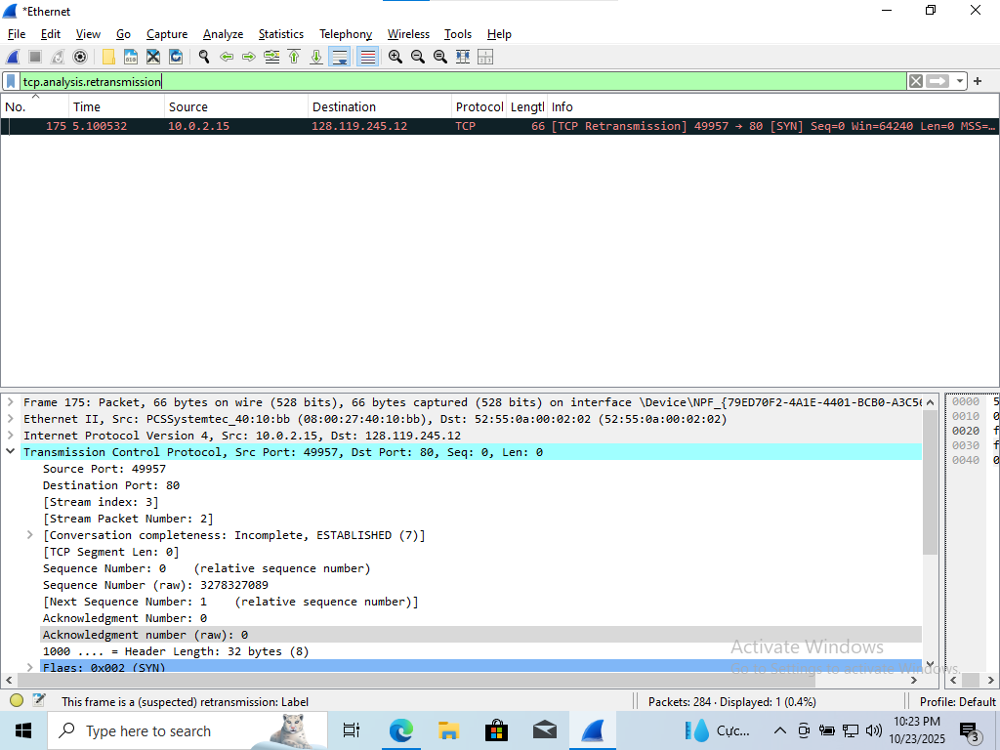 *Ethernet
File Edit View Go Capture Analyze Statistics Telephony Wireless Tools Help
tcp.analysis.retransmission
No. Time Source Destination Protocol Lengtl Info
175 5.100532 10.0.2.15 128.119.245.12 TCP 66 [TCP Retransmission] 49957 → 80 [SYN] Seq=0 Win=64240 Len=0 MSS=…
Frame 175: Packet, 66 bytes on wire (528 bits), 66 bytes captured (528 bits) on interface \Device\NPF_{79ED70F2-4A1E-4401-BCB0-A3C5
Ethernet II, Src: PCSSystemtec_40:10:bb (08:00:27:40:10:bb), Dst: 52:55:0a:00:02:02 (52:55:0a:00:02:02)
Internet Protocol Version 4, Src: 10.0.2.15, Dst: 128.119.245.12
Transmission Control Protocol, Src Port: 49957, Dst Port: 80, Seq: 0, Len: 0
Source Port: 49957
Destination Port: 80
[Stream index: 3]
[Stream Packet Number: 2]
[Conversation completeness: Incomplete, ESTABLISHED (7)]
[TCP Segment Len: 0]
Sequence Number: 0 (relative sequence number)
Sequence Number (raw): 3278327089
[Next Sequence Number: 1 (relative sequence number)]
Acknowledgment Number: 0
Acknowledgment number (raw): 0
1000 .... = Header Length: 32 bytes (8)
Flags: 0x002 (SYN)
0000 5
0010 0
0020 f
0030 f
0040 0
Activate Windows
Go to Settings to activate Windows.
This frame is a (suspected) retransmission: Label
Packets: 284 · Displayed: 1 (0.4%)
Profile: Default
Type here to search
Cực...
10:23 PM
10/23/2025
3